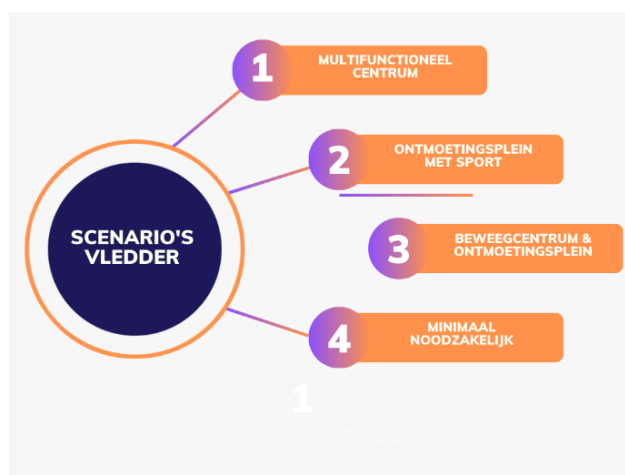 SCENARIO'S
VLEDDER
1
MULTIFUNCTIONEEL
CENTRUM
2
ONTMOETINGSPLEIN
MET SPORT
3
BEWEEGCENTRUM &
ONTMOETINGSPLEIN
4
MINIMAAL
NOODZAKELIJK
1